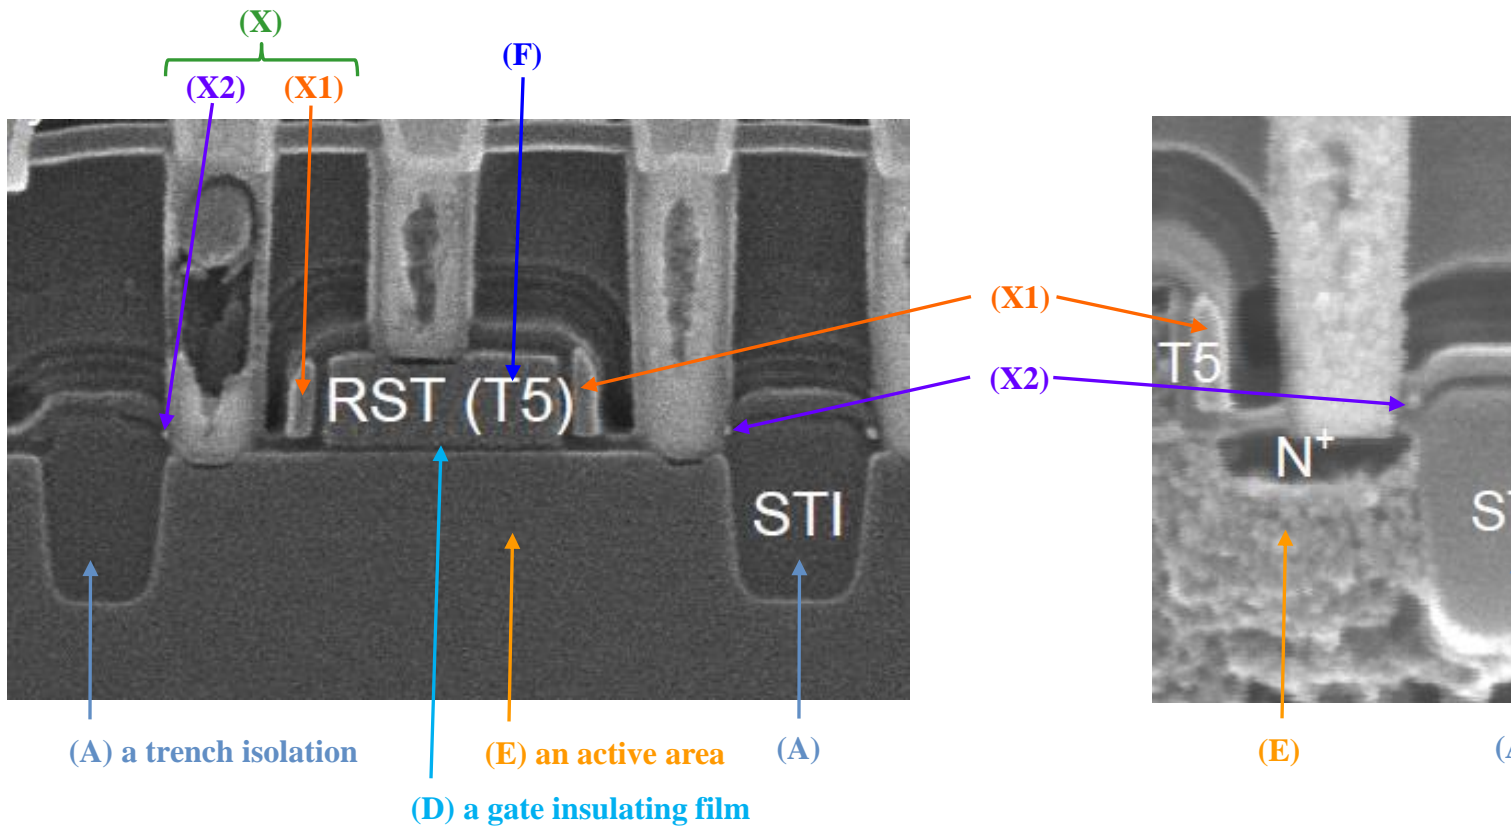 (X)
(F)
(X2) (X1)
(X1)
(X2)
RST (T5)
T5
N+
STI
S
(A) a trench isolation
(E) an active area
(A)
(E)
(D) a gate insulating film